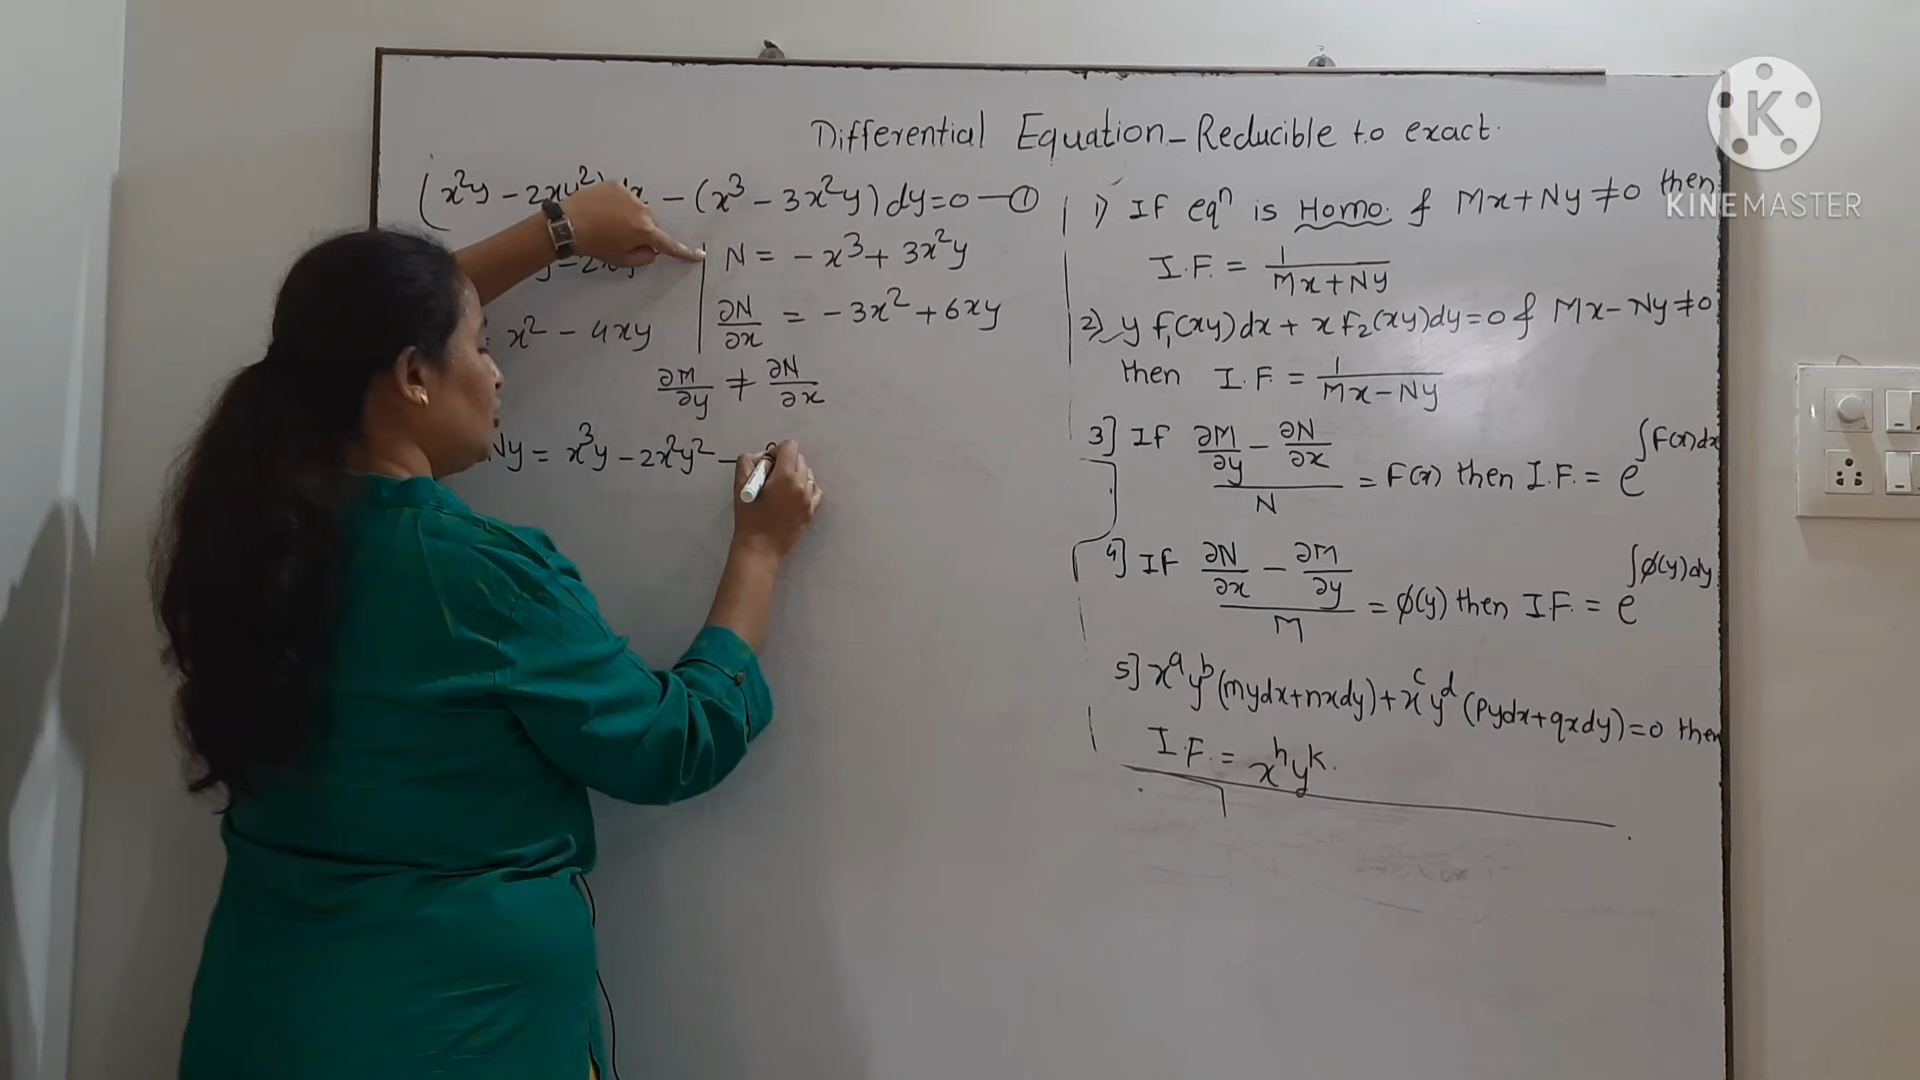 Differential Equation - Reducible to exact.
(x²y - 2xy²) dx - (x³ - 3x²y) dy = 0 — ①
y - 2xy
N = - x³ + 3x²y
x² - 4xy
∂N/∂x = - 3x² + 6xy
∂M/∂y ≠ ∂N/∂x
Ny = x³y - 2x²y² -
1) If eqⁿ is Homo. & Mx + Ny ≠ 0 then
I.F. = 1/(Mx + Ny)
2) y f₁(xy) dx + x f₂(xy) dy = 0 & Mx - Ny ≠ 0
then I.F. = 1/(Mx - Ny)
3] If (∂M/∂y - ∂N/∂x)/N = f(x) then I.F. = e^∫f(x)dx
4] If (∂N/∂x - ∂M/∂y)/M = ϕ(y) then I.F. = e^∫ϕ(y)dy
5] xᵃyᵇ (mydx + nxdy) + xᶜyᵈ (pydx + qxdy) = 0 then
I.F. = xʰyᵏ.
K
KINEMASTER